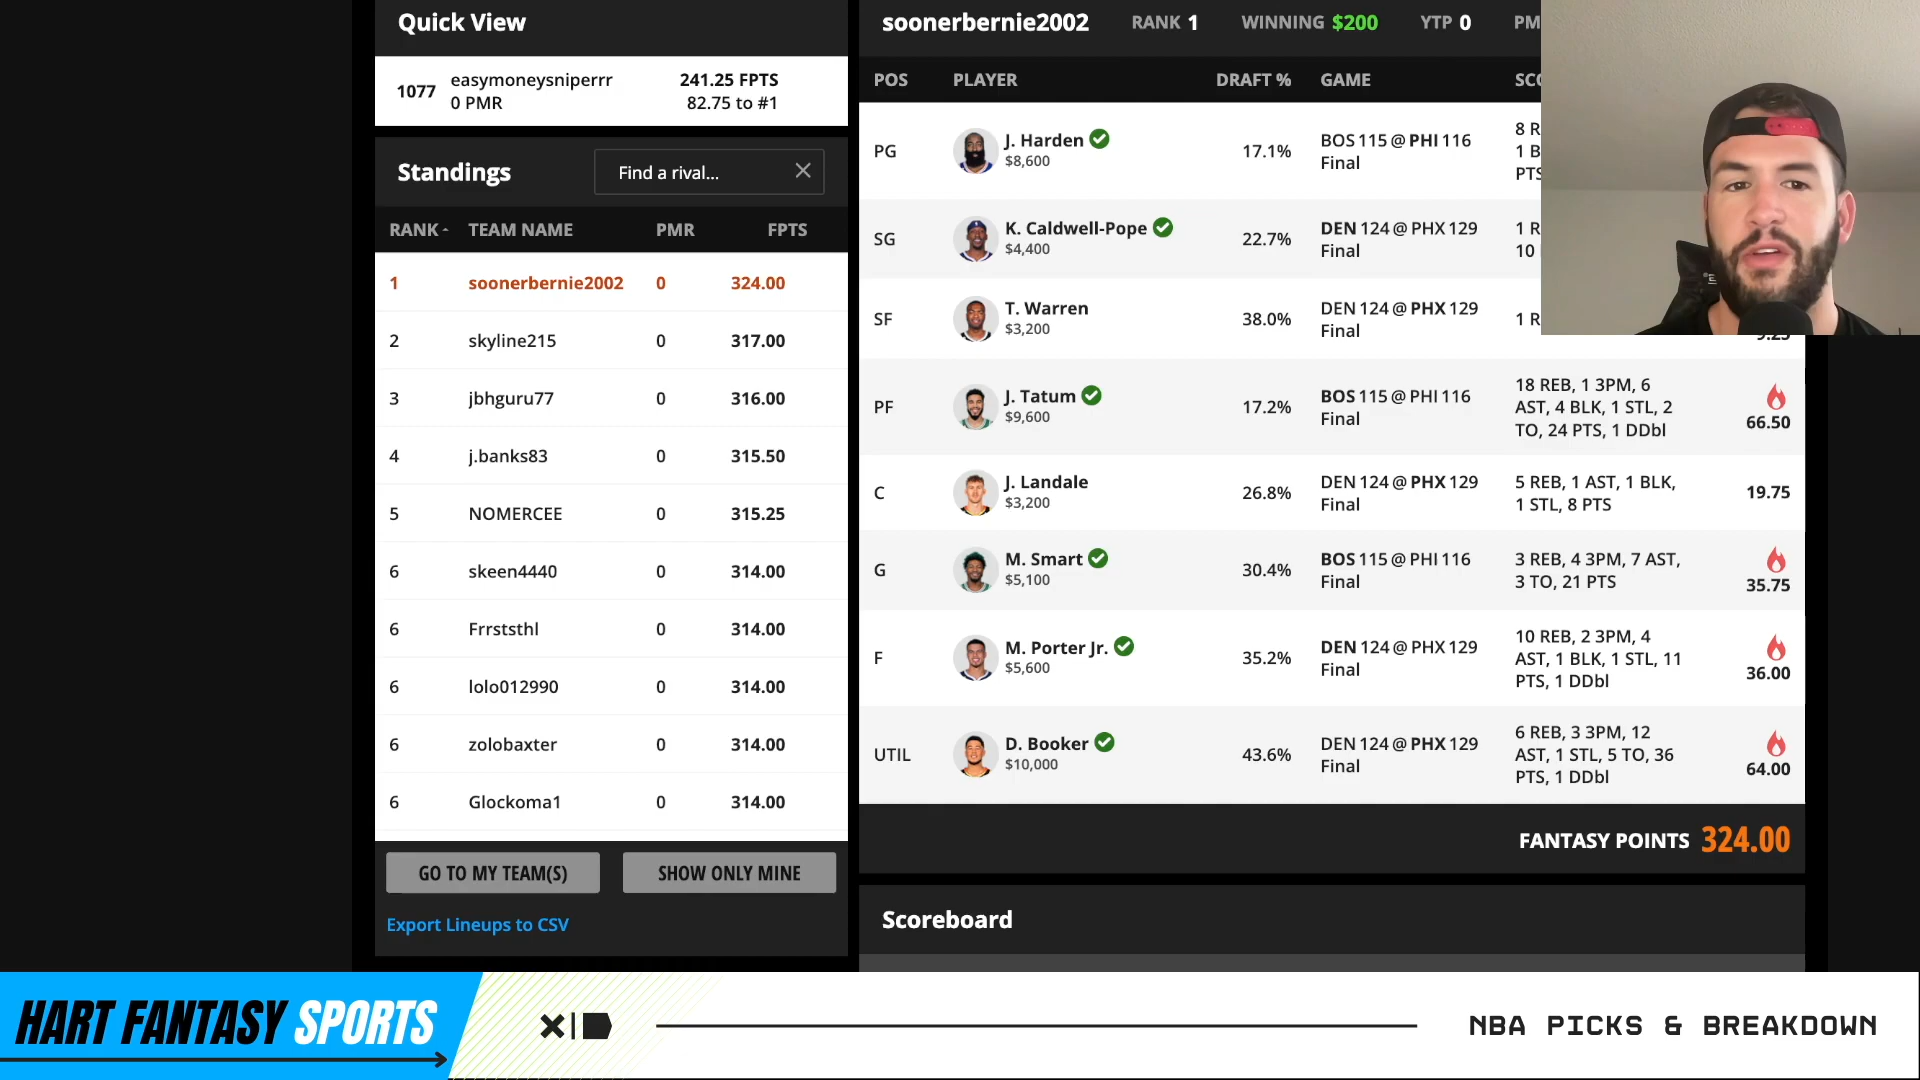 Quick View
1077
easymoneysniperrr
241.25 FPTS
0 PMR
82.75 to #1
Standings
Find a rival...
RANK TEAM NAME PMR FPTS
1 soonerbernie2002 0 324.00
2 skyline215 0 317.00
3 jbhguru77 0 316.00
4 j.banks83 0 315.50
5 NOMERCEE 0 315.25
6 skeen4440 0 314.00
6 Frrststhl 0 314.00
6 lolo012990 0 314.00
6 zolobaxter 0 314.00
6 Glockoma1 0 314.00
GO TO MY TEAM(S) SHOW ONLY MINE
Export Lineups to CSV
soonerbernie2002 RANK 1 WINNING $200 YTP 0 PM
POS PLAYER DRAFT % GAME
PG
J. Harden
$8,600
17.1%
BOS 115 @ PHI 116
Final
8 R
1 B
PTS
SG
K. Caldwell-Pope
$4,400
22.7%
DEN 124 @ PHX 129
Final
1 R
10
SF
T. Warren
$3,200
38.0%
DEN 124 @ PHX 129
Final
1 R
PF
J. Tatum
$9,600
17.2%
BOS 115 @ PHI 116
Final
18 REB, 1 3PM, 6
AST, 4 BLK, 1 STL, 2
TO, 24 PTS, 1 DDbl
66.50
C
J. Landale
$3,200
26.8%
DEN 124 @ PHX 129
Final
5 REB, 1 AST, 1 BLK,
1 STL, 8 PTS
19.75
G
M. Smart
$5,100
30.4%
BOS 115 @ PHI 116
Final
3 REB, 4 3PM, 7 AST,
3 TO, 21 PTS
35.75
F
M. Porter Jr.
$5,600
35.2%
DEN 124 @ PHX 129
Final
10 REB, 2 3PM, 4
AST, 1 BLK, 1 STL, 11
PTS, 1 DDbl
36.00
UTIL
D. Booker
$10,000
43.6%
DEN 124 @ PHX 129
Final
6 REB, 3 3PM, 12
AST, 1 STL, 5 TO, 36
PTS, 1 DDbl
64.00
FANTASY POINTS 324.00
Scoreboard
HART FANTASY SPORTS
NBA PICKS & BREAKDOWN